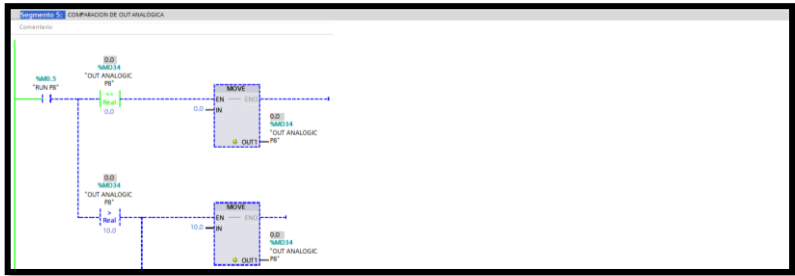 Segmento 5: COMPARACION DE OUT ANALOGICA
Comentario
0.0
%MD34
"OUT ANALOGIC
PB"
%M8.5
"RUN PB"
<=
Real
0.0
MOVE
EN ENO
0.0 IN
OUT1
0.0
%MD34
"OUT ANALOGIC
PB"
0.0
%MD34
"OUT ANALOGIC
PB"
>
Real
10.0
MOVE
EN ENO
10.0 IN
OUT1
0.0
%MD34
"OUT ANALOGIC
PB"